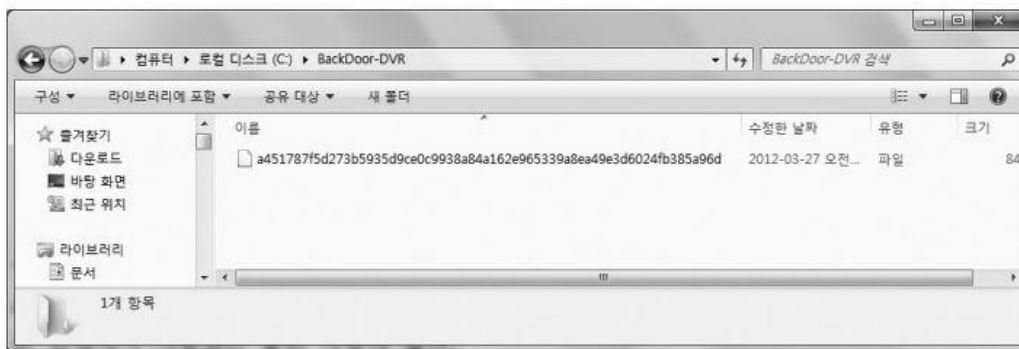 컴퓨터 ▸ 로컬 디스크 (C:) ▸ BackDoor-DVR
BackDoor-DVR 검색
구성 ▼ 라이브러리에 포함 ▼ 공유 대상 ▼ 새 폴더
즐겨찾기
다운로드
바탕 화면
최근 위치
라이브러리
문서
이름 수정한 날짜 유형 크기
a451787f5d273b5935d9ce0c9938a84a162e965339a8ea49e3d6024fb385a96d 2012-03-27 오전... 파일 84
1개 항목